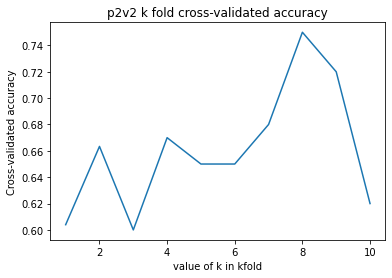 p2v2 k fold cross-validated accuracy
Cross-validated accuracy
0.74
0.72
0.70
0.68
0.66
0.64
0.62
0.60
2 4 6 8 10
value of k in kfold